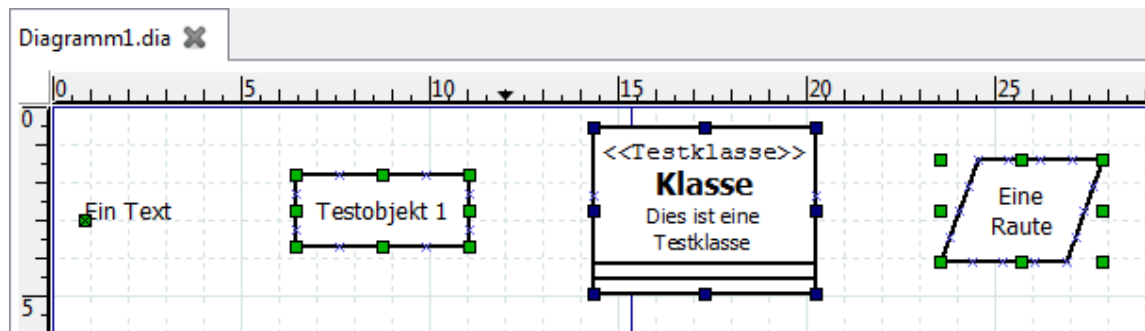 Diagramm1.dia
0 5 10 15 20 25
0
<<Testklasse>>
Klasse
Eine
Ein Text
Testobjekt 1
Dies ist eine
Raute
Testklasse
5